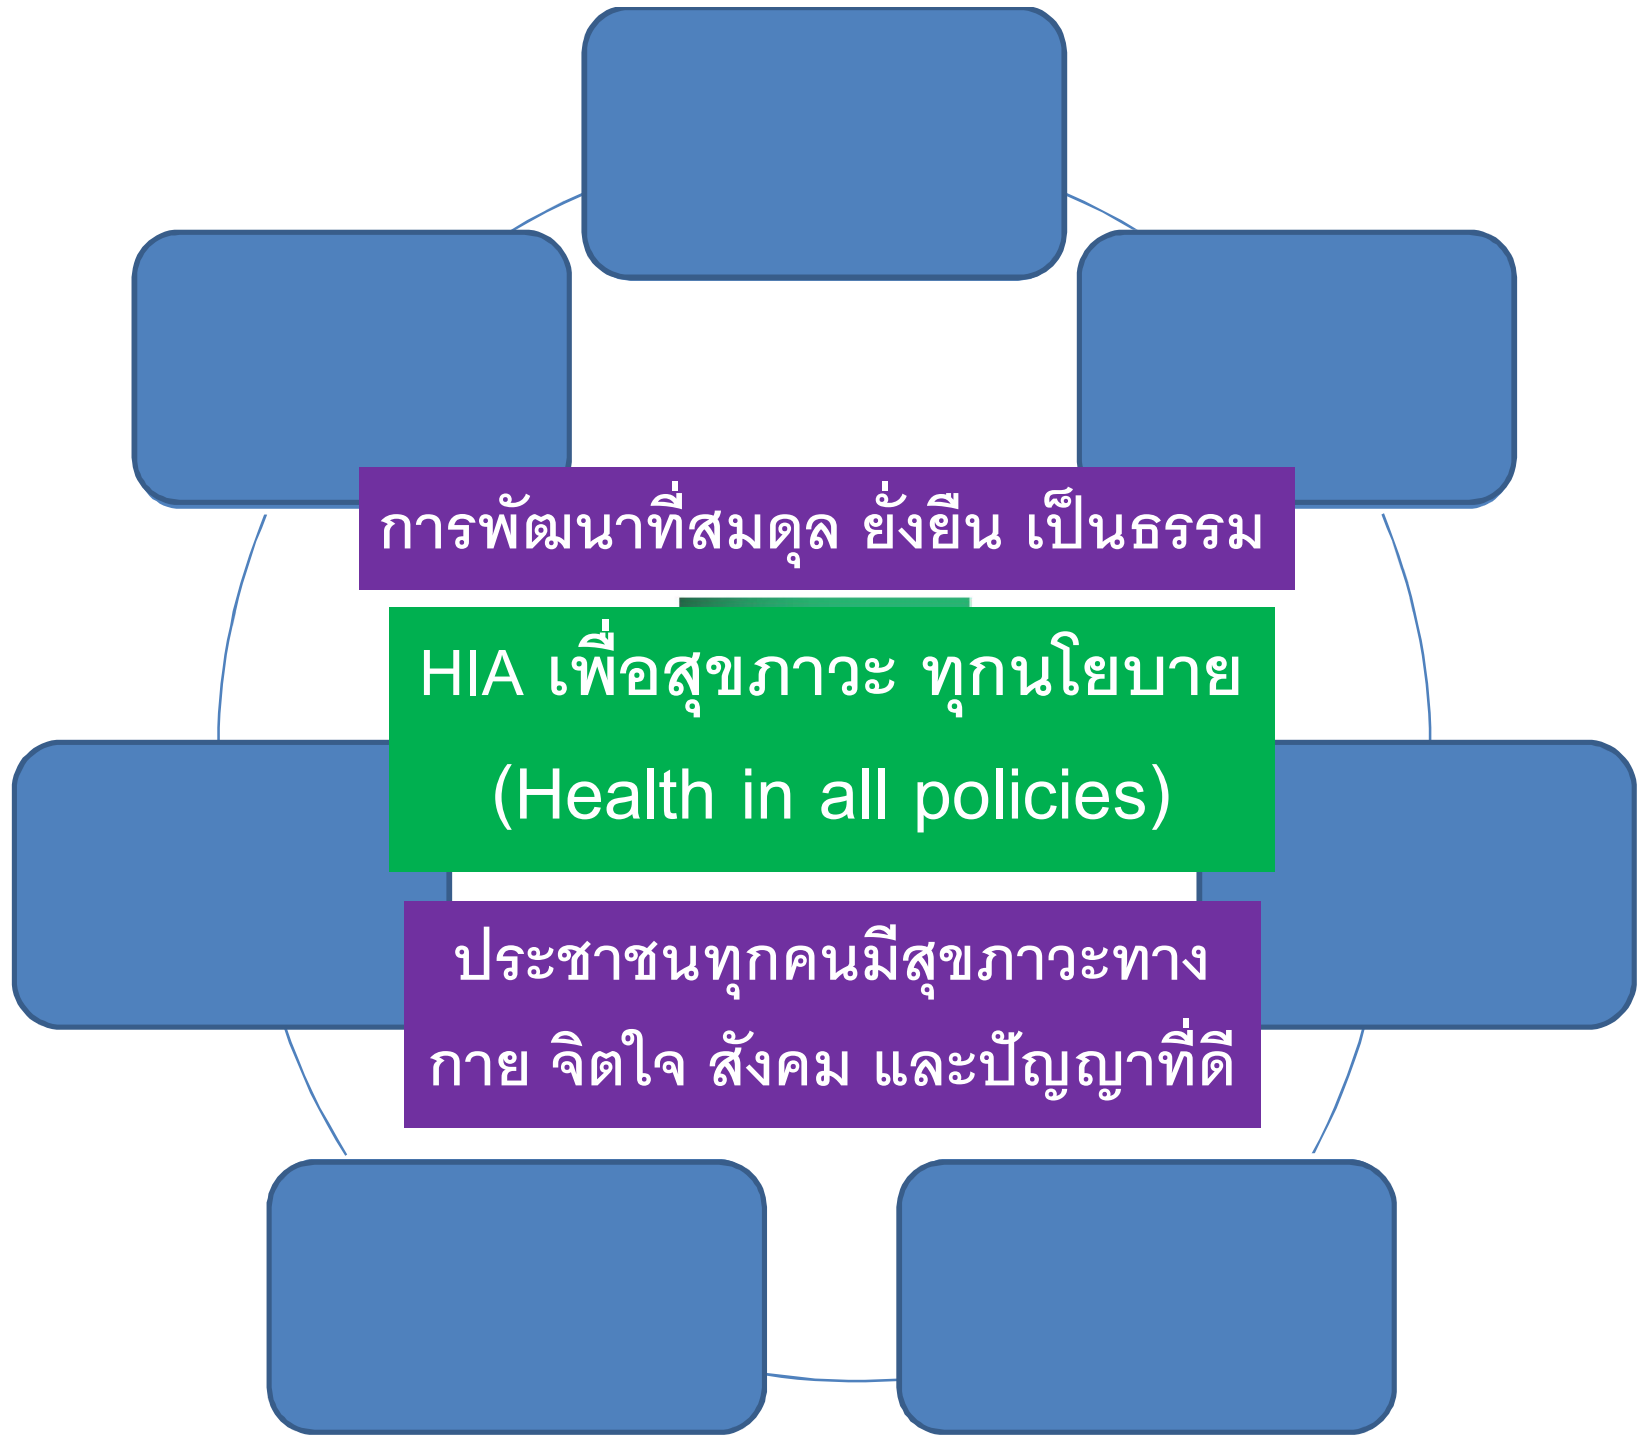 การพัฒนาที่สมดุล ยั่งยืน เป็นธรรม
HIA เพื่อสุขภาวะ ทุกนโยบาย
(Health in all policies)
ประชาชนทุกคนมีสุขภาวะทาง
กาย จิตใจ สังคม และปัญญาที่ดี